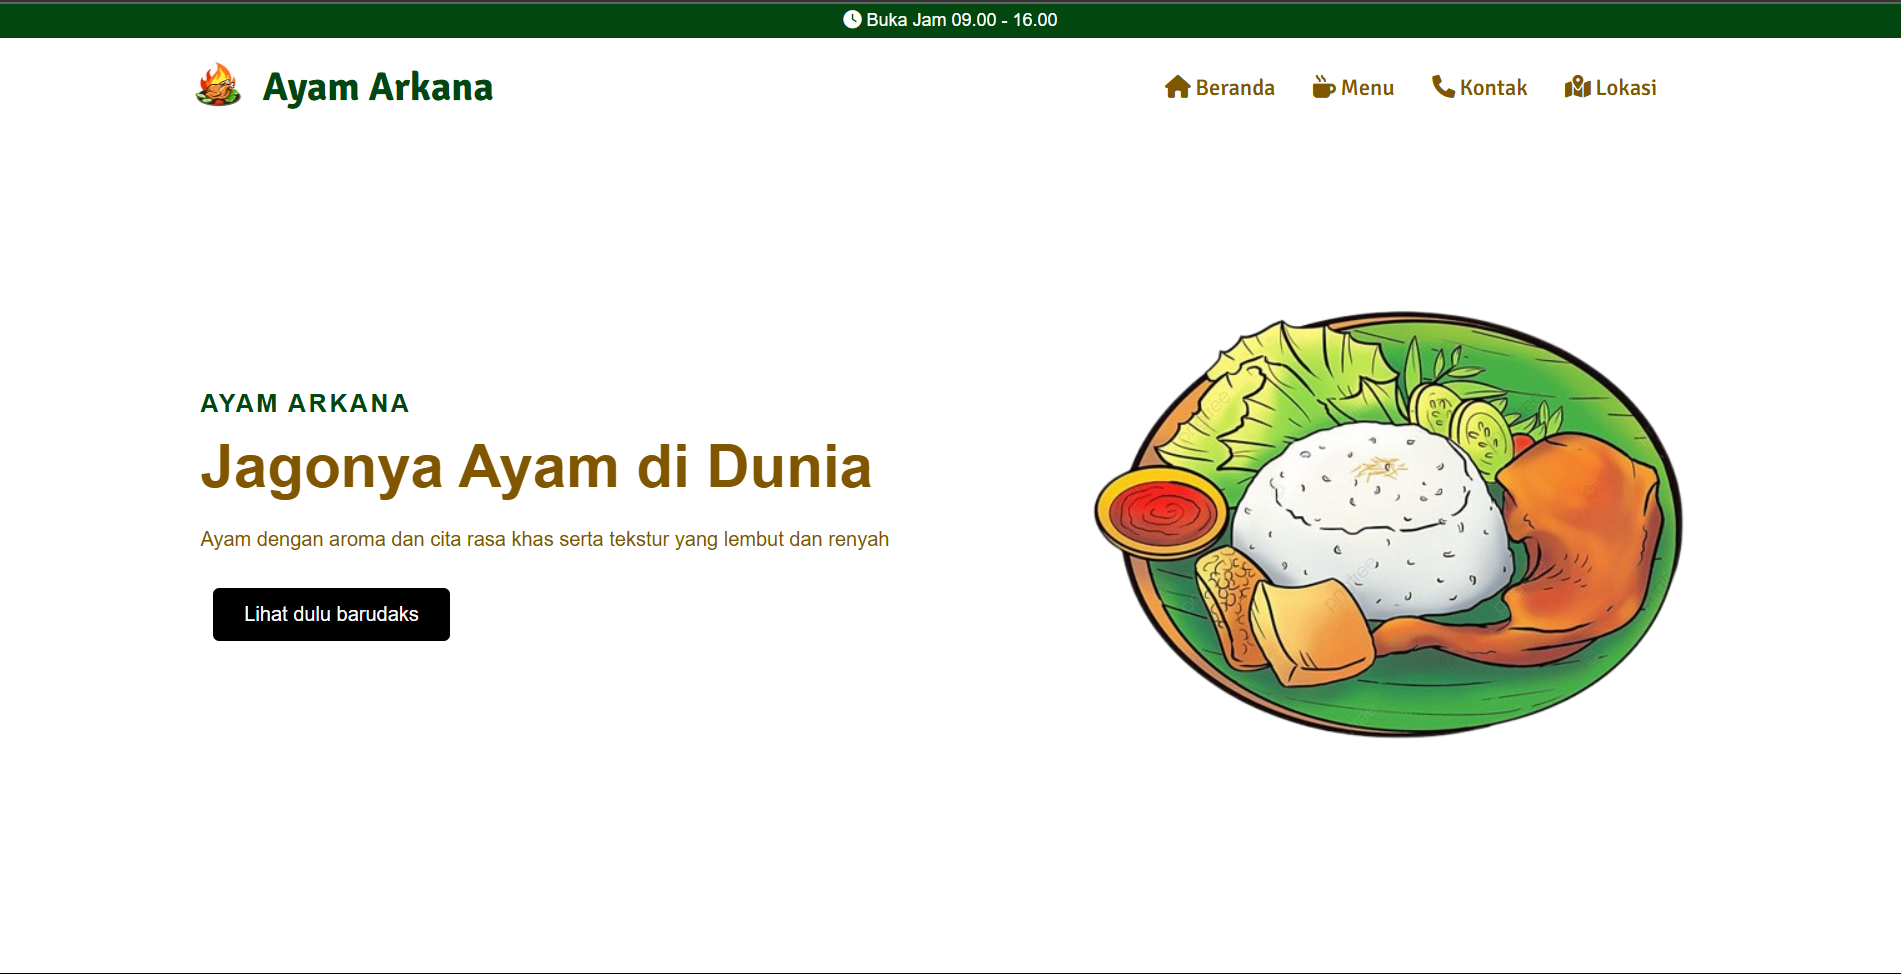 Buka Jam 09.00 - 16.00
Ayam Arkana
Beranda
Menu
Kontak
Lokasi
AYAM ARKANA
Jagonya Ayam di Dunia
Ayam dengan aroma dan cita rasa khas serta tekstur yang lembut dan renyah
Lihat dulu barudaks